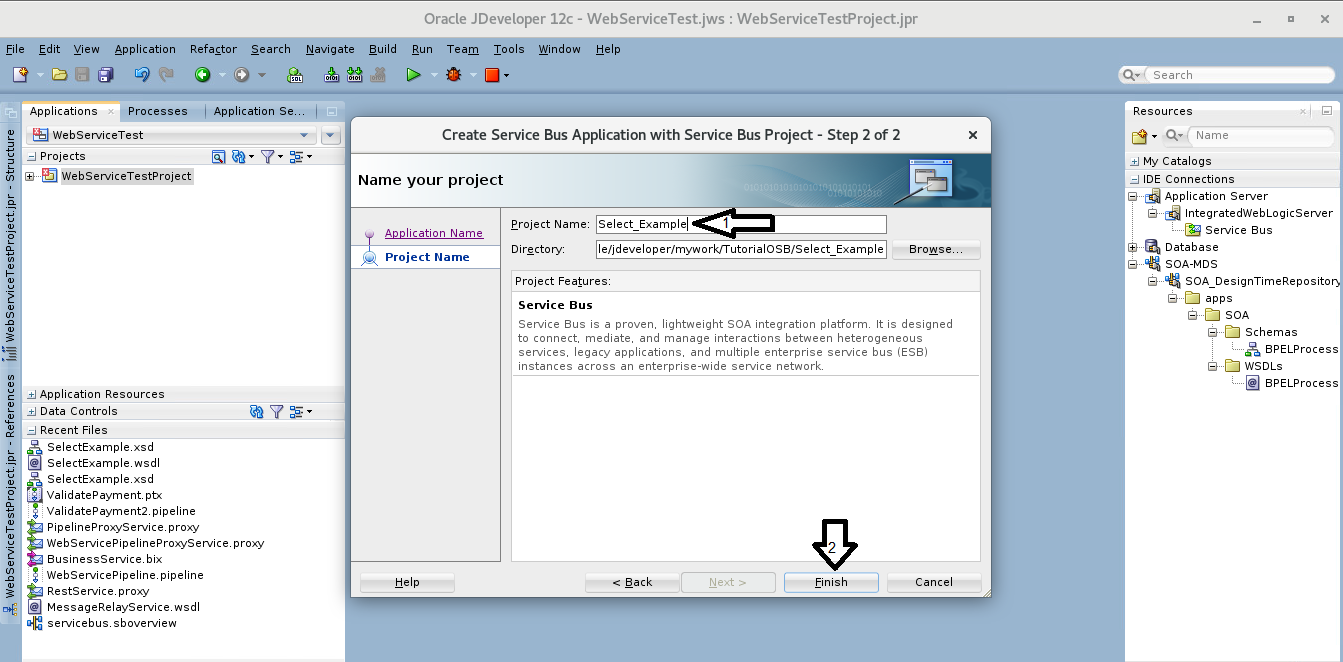 Oracle JDeveloper 12c - WebServiceTest.jws : WebServiceTestProject.jpr
File Edit View Application Refactor Search Navigate Build Run Team Tools Window Help
Search
WebServiceTestProject.jpr - Structure
WebServiceTestProject.jpr - References
Applications
Processes
Application Se...
WebServiceTest
Projects
WebServiceTestProject
Application Resources
Data Controls
Recent Files
SelectExample.xsd
SelectExample.wsdl
SelectExample.xsd
ValidatePayment.ptx
ValidatePayment2.pipeline
PipelineProxyService.proxy
WebServicePipelineProxyService.proxy
BusinessService.bix
WebServicePipeline.pipeline
RestService.proxy
MessageRelayService.wsdl
servicebus.sboverview
Create Service Bus Application with Service Bus Project - Step 2 of 2
Name your project
Application Name
Project Name
Project Name: Select_Example
1
Directory: le/jdeveloper/mywork/TutorialOSB/Select_Example Browse...
Project Features:
Service Bus
Service Bus is a proven, lightweight SOA integration platform. It is designed
to connect, mediate, and manage interactions between heterogeneous
services, legacy applications, and multiple enterprise service bus (ESB)
instances across an enterprise-wide service network.
2
Help < Back Next > Finish Cancel
Resources
Name
My Catalogs
IDE Connections
Application Server
IntegratedWebLogicServer
Service Bus
Database
SOA-MDS
SOA_DesignTimeRepository
apps
SOA
Schemas
BPELProcess
WSDLs
BPELProcess